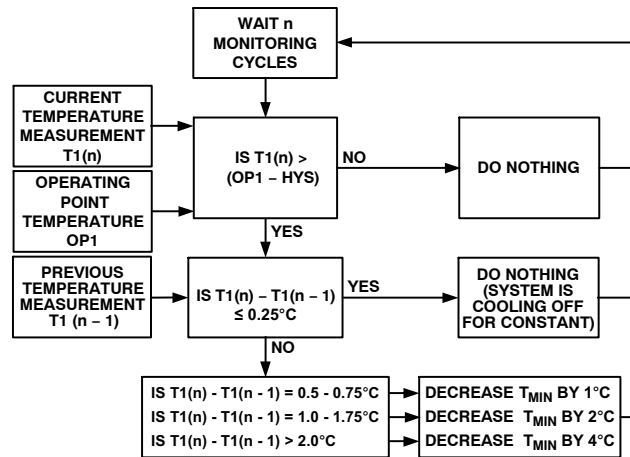 WAIT n
MONITORING
CYCLES
CURRENT
TEMPERATURE
MEASUREMENT
T1(n)
IS T1(n) >
(OP1 – HYS)
NO
DO NOTHING
OPERATING
POINT
TEMPERATURE
OP1
YES
PREVIOUS
TEMPERATURE
MEASUREMENT
T1 (n – 1)
IS T1(n) – T1(n – 1)
≤ 0.25°C
YES
DO NOTHING
(SYSTEM IS
COOLING OFF
FOR CONSTANT)
NO
IS T1(n) - T1(n - 1) = 0.5 - 0.75°C
DECREASE TMIN BY 1°C
IS T1(n) - T1(n - 1) = 1.0 - 1.75°C
DECREASE TMIN BY 2°C
IS T1(n) - T1(n - 1) > 2.0°C
DECREASE TMIN BY 4°C